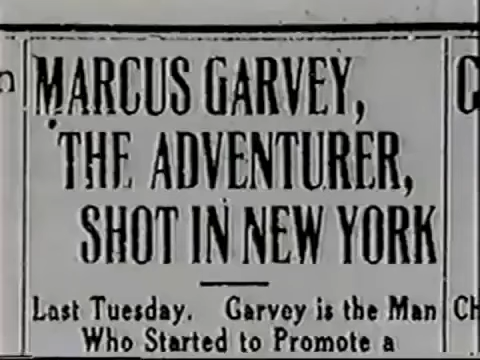 MARCUS GARVEY,
THE ADVENTURER,
SHOT IN NEW YORK
Last Tuesday. Garvey is the Man
Who Started to Promote a